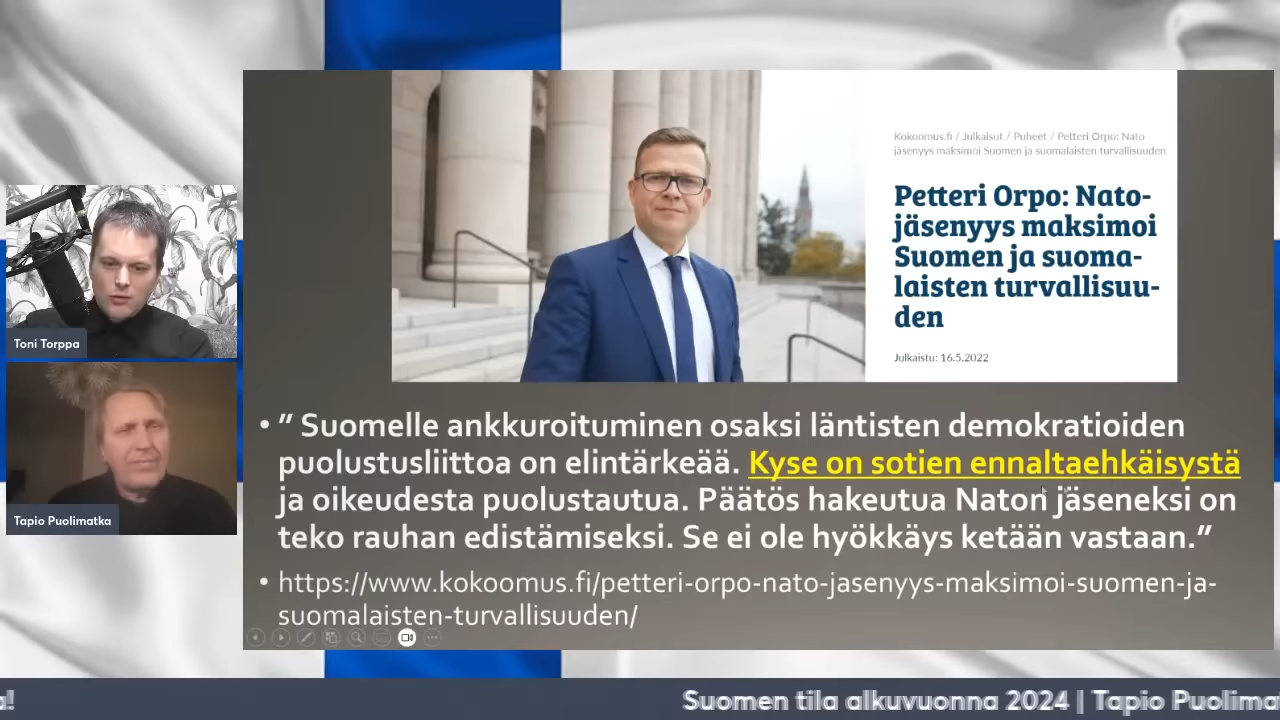 Kokoomus.fi / Julkaisut / Puheet / Petteri Orpo: Nato-
jäsenyys maksimoi Suomen ja suomalaisten turvallisuuden
Petteri Orpo: Nato-
jäsenyys maksimoi
Suomen ja suoma-
laisten turvallisuu-
den
Julkaistu: 16.5.2022
Toni Torppa
Tapio Puolimatka
• ” Suomelle ankkuroituminen osaksi läntisten demokratioiden
puolustusliittoa on elintärkeää. Kyse on sotien ennaltaehkäisystä
ja oikeudesta puolustautua. Päätös hakeutua Naton jäseneksi on
teko rauhan edistämiseksi. Se ei ole hyökkäys ketään vastaan.”
• https://www.kokoomus.fi/petteri-orpo-nato-jasenyys-maksimoi-suomen-ja-
suomalaisten-turvallisuuden/
a! Suomen tila alkuvuonna 2024 | Tapio Puolima